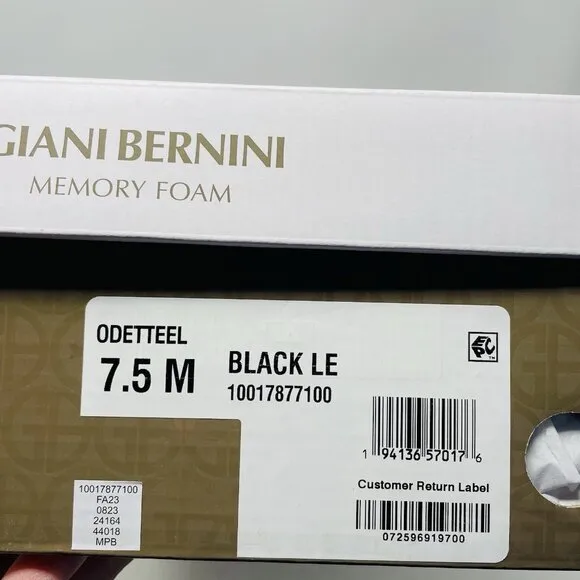 GIANI BERNINI
MEMORY FOAM
ODETTEEL
7.5 M
BLACK LE
10017877100
EPC™
1 94136 57017 6
Customer Return Label
072596919700
10017877100
FA23
0823
24164
44018
MPB